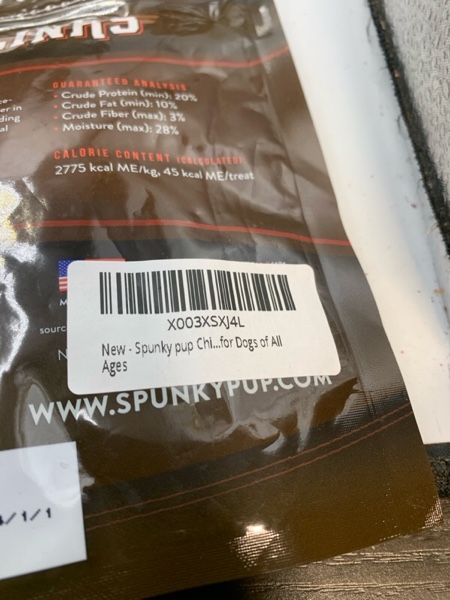 GUARANTEED ANALYSIS
• Crude Protein (min): 20%
• Crude Fat (min): 10%
• Crude Fiber (max): 3%
• Moisture (max): 28%
CALORIE CONTENT (CALCULATED):
2775 kcal ME/kg, 45 kcal ME/treat
X003XSXJ4L
New - Spunky pup Chi...for Dogs of All
Ages
WWW.SPUNKYPUP.COM
/1/1